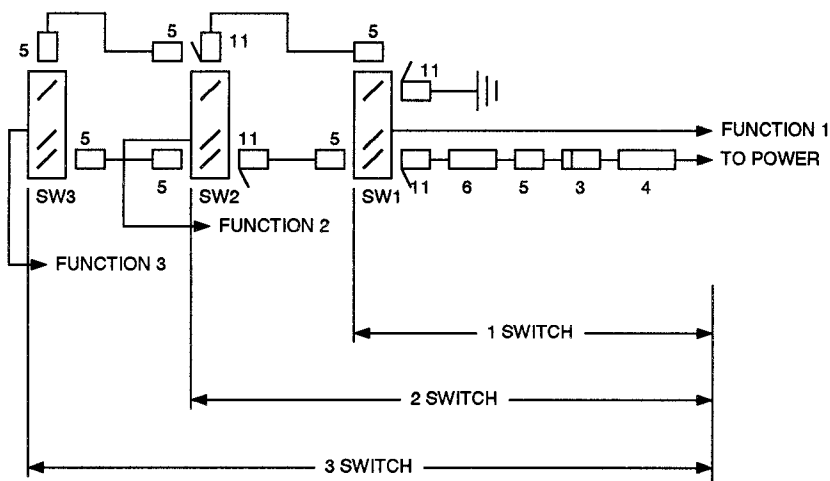 5
5
11
5
11
FUNCTION 1
5
11
5
TO POWER
5
SW3
SW2
SW1
11
6
5
3
4
FUNCTION 2
FUNCTION 3
1 SWITCH
2 SWITCH
3 SWITCH